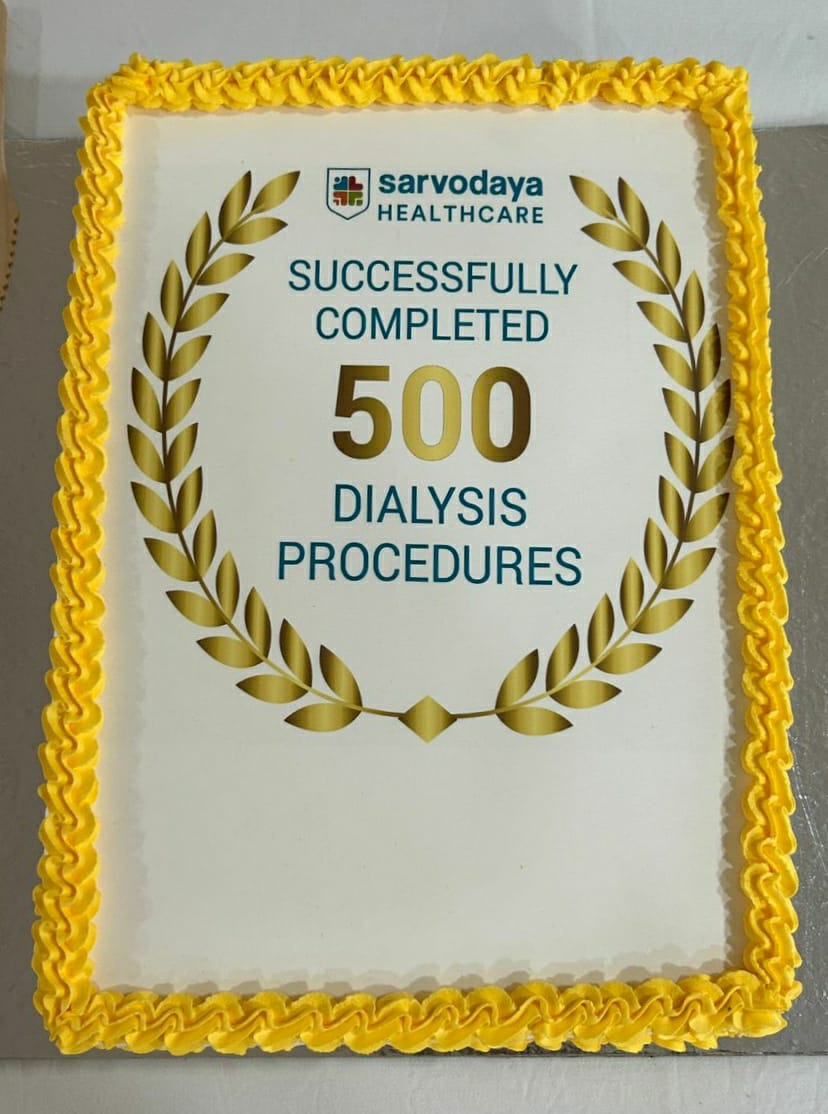 sarvodaya
HEALTHCARE
SUCCESSFULLY
COMPLETED
500
DIALYSIS
PROCEDURES